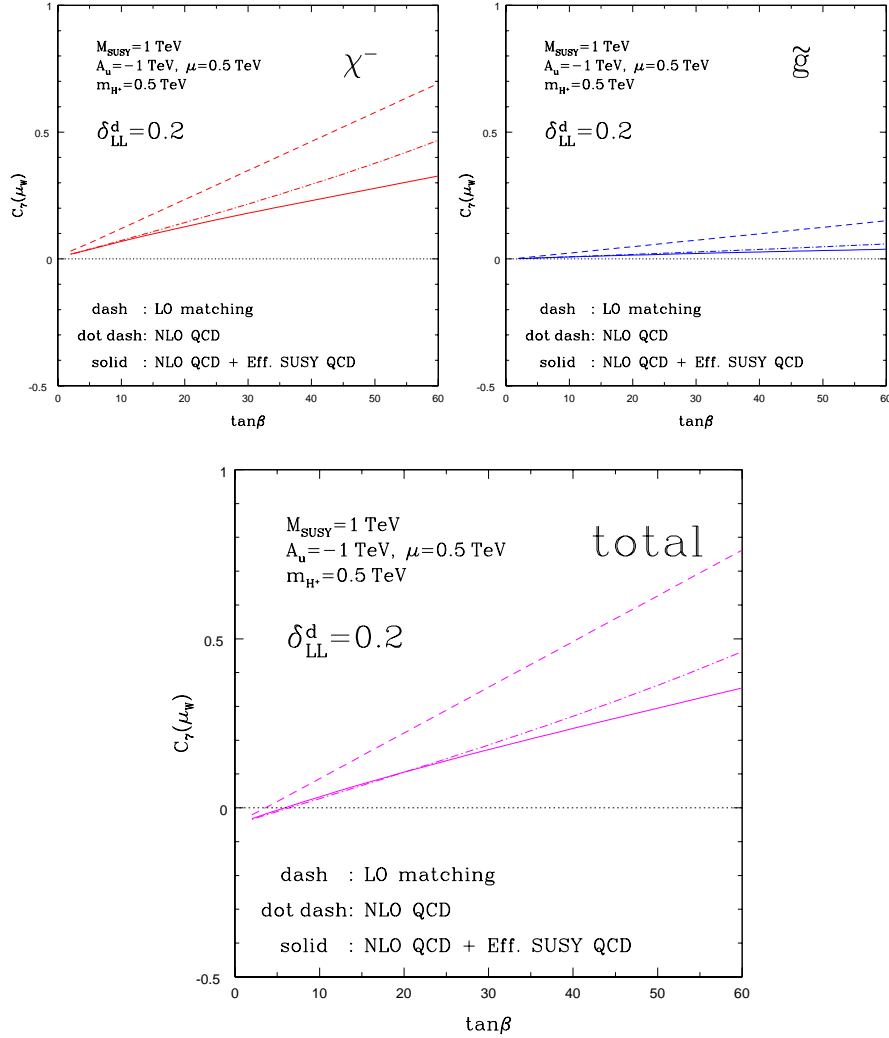 1
0.5
0
-0.5
C₇(μ_W)
M_SUSY=1 TeV
A_u=−1 TeV, μ=0.5 TeV
m_H⁺=0.5 TeV
χ⁻
δ^d_LL=0.2
dash : LO matching
dot dash: NLO QCD
solid : NLO QCD + Eff. SUSY QCD
0 10 20 30 40 50 60
tanβ
1
0.5
0
-0.5
C₇(μ_W)
M_SUSY=1 TeV
A_u=−1 TeV, μ=0.5 TeV
m_H⁺=0.5 TeV
g̃
δ^d_LL=0.2
dash : LO matching
dot dash: NLO QCD
solid : NLO QCD + Eff. SUSY QCD
0 10 20 30 40 50 60
tanβ
1
0.5
0
-0.5
C₇(μ_W)
M_SUSY=1 TeV
A_u=−1 TeV, μ=0.5 TeV
m_H⁺=0.5 TeV
total
δ^d_LL=0.2
dash : LO matching
dot dash: NLO QCD
solid : NLO QCD + Eff. SUSY QCD
0 10 20 30 40 50 60
tanβ